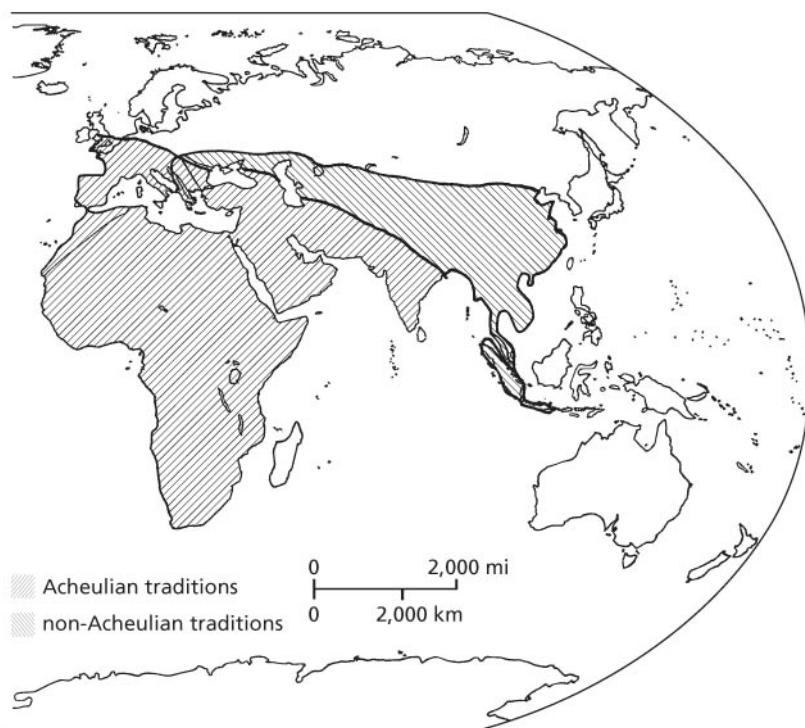 Acheulian traditions
non-Acheulian traditions
0 2,000 mi
0 2,000 km